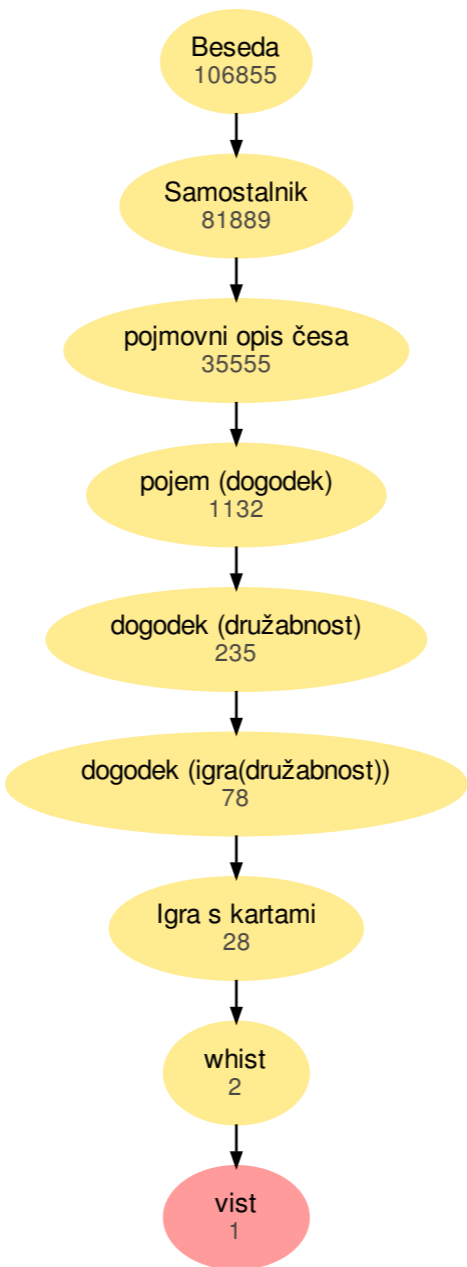 Beseda
106855
Samostalnik
81889
pojmovni opis česa
35555
pojem (dogodek)
1132
dogodek (družabnost)
235
dogodek (igra(družabnost))
78
Igra s kartami
28
whist
2
vist
1